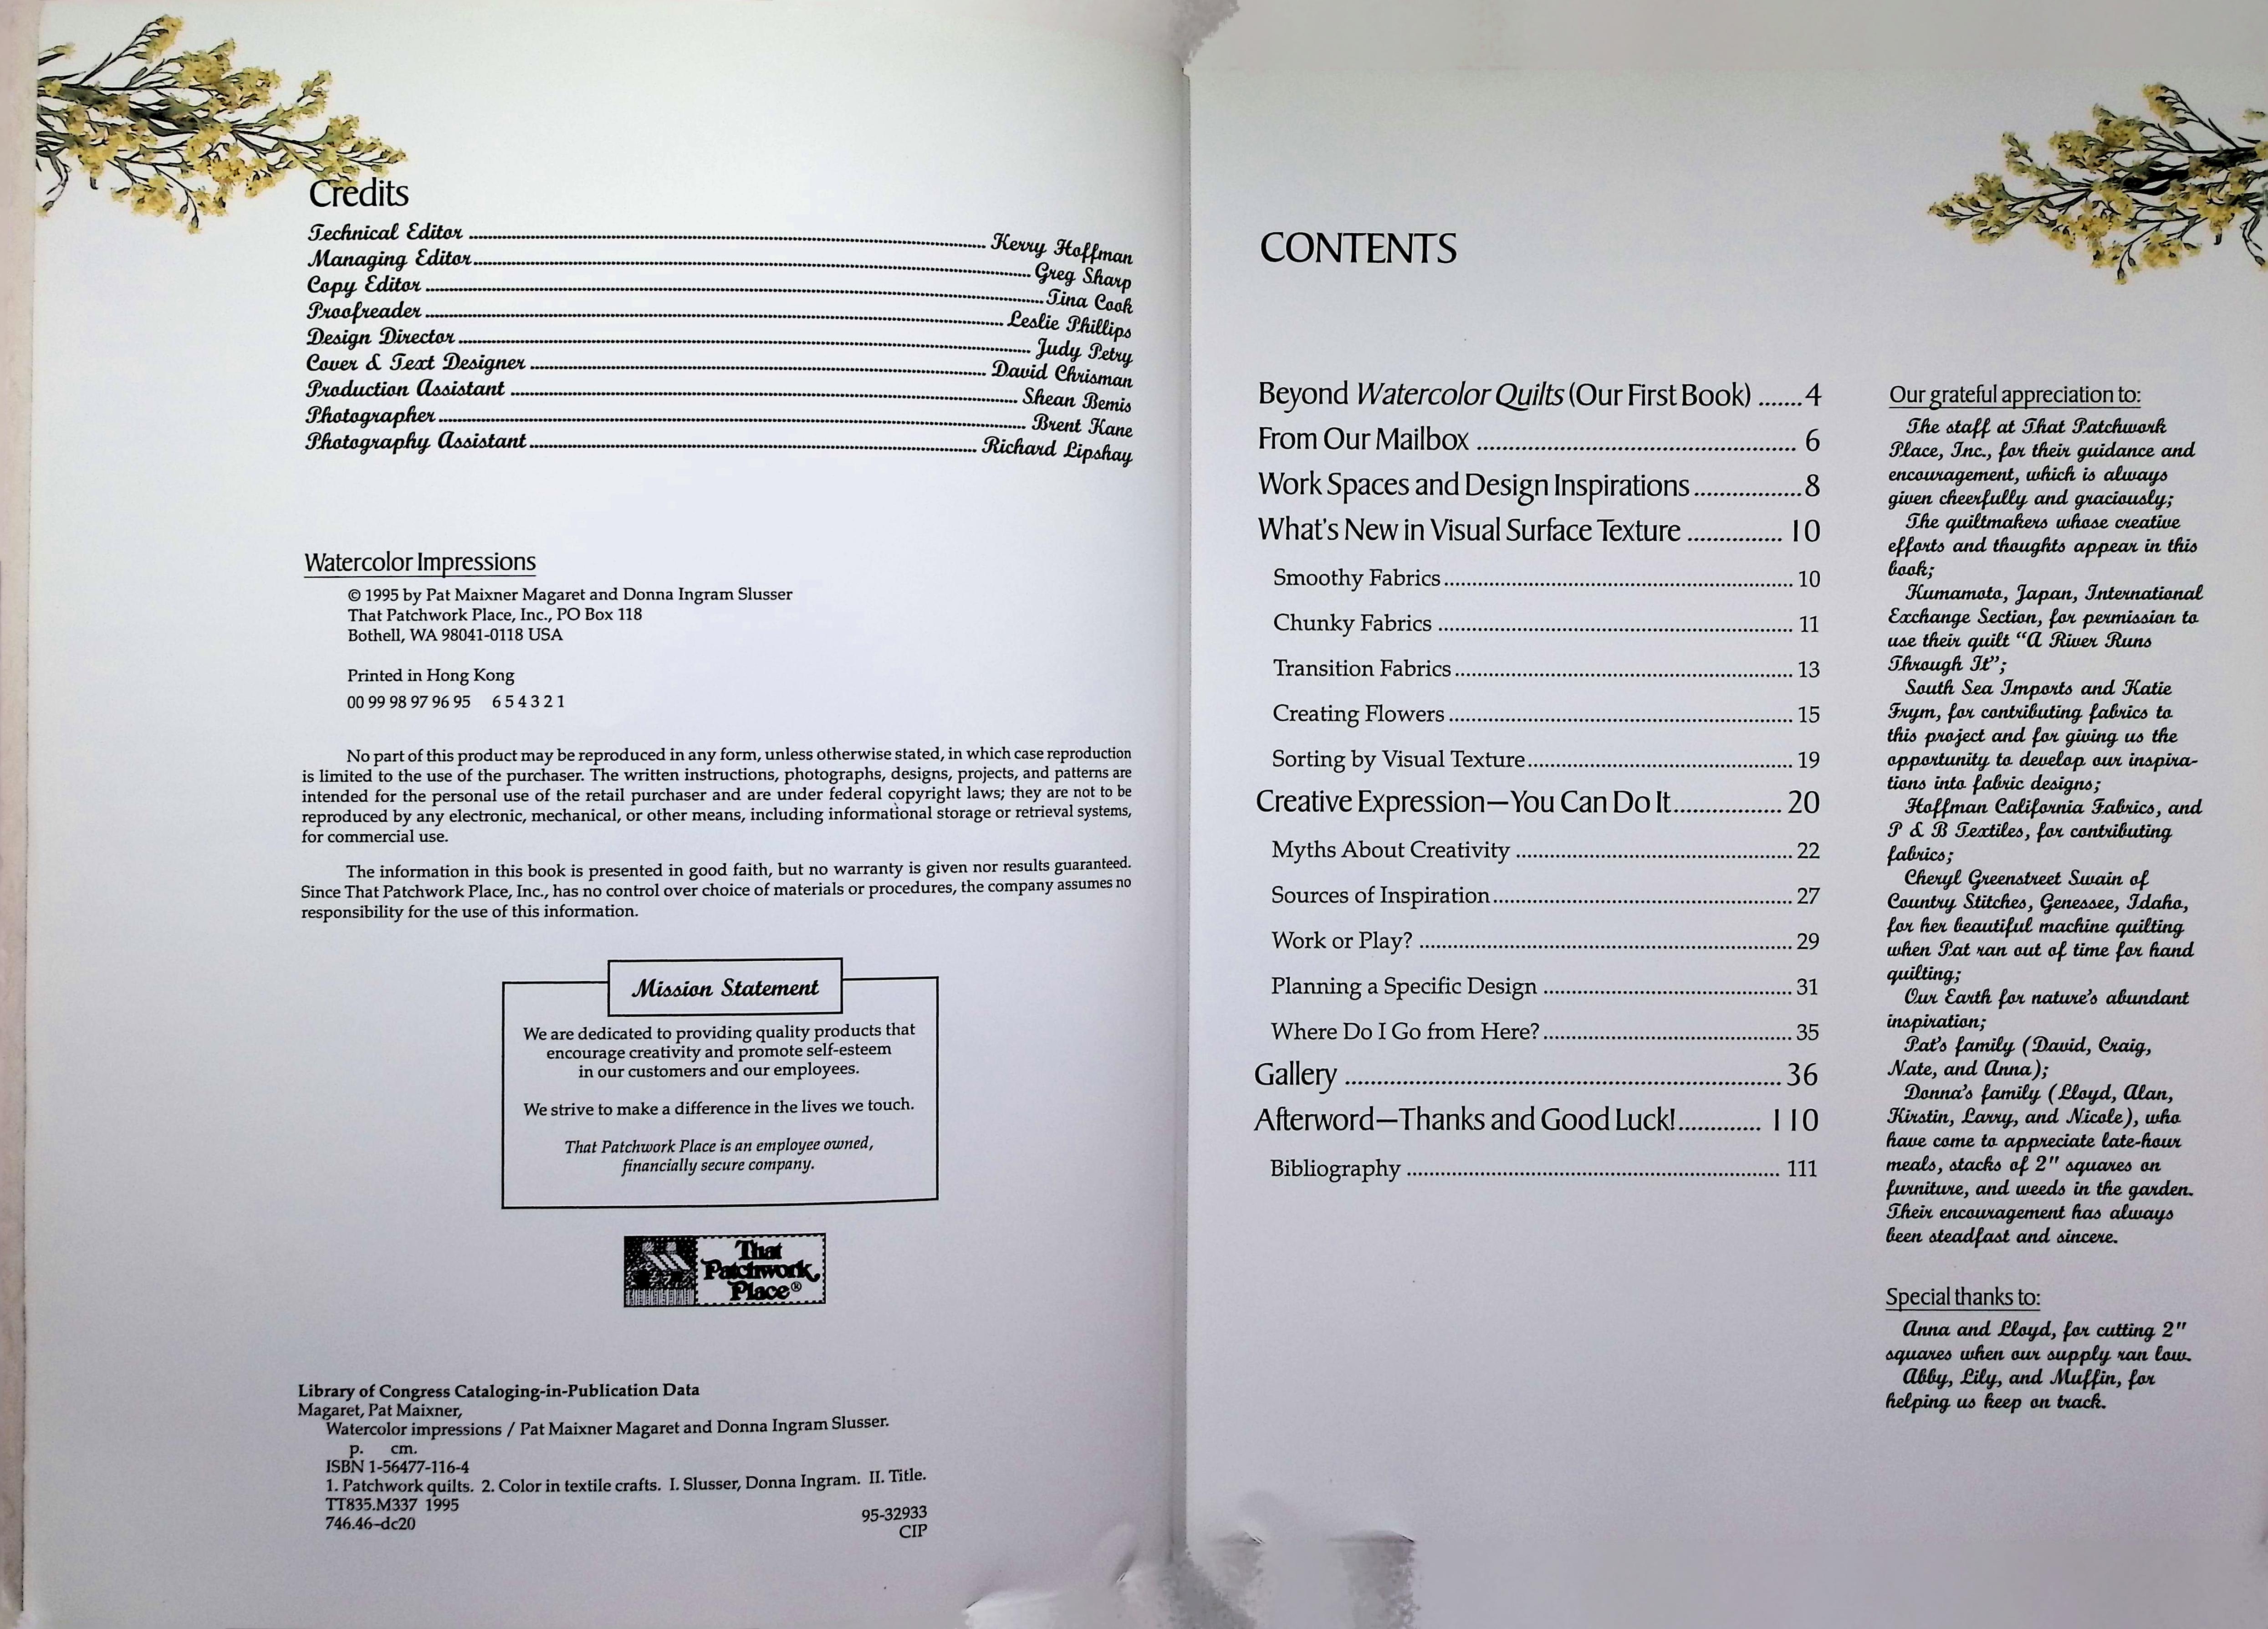 Credits
Technical Editor ........ Kerry Hoffman
Managing Editor ........ Greg Sharp
Copy Editor ........ Tina Cook
Proofreader ........ Leslie Phillips
Design Director ........ Judy Petry
Cover & Text Designer ........ David Chrisman
Production Assistant ........ Shean Bemis
Photographer ........ Brent Kane
Photography Assistant ........ Richard Lipshay
Watercolor Impressions
© 1995 by Pat Maixner Magaret and Donna Ingram Slusser
That Patchwork Place, Inc., PO Box 118
Bothell, WA 98041-0118 USA
Printed in Hong Kong
00 99 98 97 96 95 6 5 4 3 2 1
No part of this product may be reproduced in any form, unless otherwise stated, in which case reproduction
is limited to the use of the purchaser. The written instructions, photographs, designs, projects, and patterns are
intended for the personal use of the retail purchaser and are under federal copyright laws; they are not to be
reproduced by any electronic, mechanical, or other means, including informational storage or retrieval systems,
for commercial use.
The information in this book is presented in good faith, but no warranty is given nor results guaranteed.
Since That Patchwork Place, Inc., has no control over choice of materials or procedures, the company assumes no
responsibility for the use of this information.
Mission Statement
We are dedicated to providing quality products that
encourage creativity and promote self-esteem
in our customers and our employees.
We strive to make a difference in the lives we touch.
That Patchwork Place is an employee owned,
financially secure company.
That
Patchwork
Place®
Library of Congress Cataloging-in-Publication Data
Magaret, Pat Maixner,
Watercolor impressions / Pat Maixner Magaret and Donna Ingram Slusser.
p. cm.
ISBN 1-56477-116-4
1. Patchwork quilts. 2. Color in textile crafts. I. Slusser, Donna Ingram. II. Title.
TT835.M337 1995
746.46–dc20
95-32933
CIP
CONTENTS
Beyond Watercolor Quilts (Our First Book) ....... 4
From Our Mailbox ........ 6
Work Spaces and Design Inspirations ........ 8
What's New in Visual Surface Texture ........ 10
Smoothy Fabrics ........ 10
Chunky Fabrics ........ 11
Transition Fabrics ........ 13
Creating Flowers ........ 15
Sorting by Visual Texture ........ 19
Creative Expression—You Can Do It ........ 20
Myths About Creativity ........ 22
Sources of Inspiration ........ 27
Work or Play? ........ 29
Planning a Specific Design ........ 31
Where Do I Go from Here? ........ 35
Gallery ........ 36
Afterword—Thanks and Good Luck! ........ 110
Bibliography ........ 111
Our grateful appreciation to:
The staff at That Patchwork
Place, Inc., for their guidance and
encouragement, which is always
given cheerfully and graciously;
The quiltmakers whose creative
efforts and thoughts appear in this
book;
Kumamoto, Japan, International
Exchange Section, for permission to
use their quilt "A River Runs
Through It";
South Sea Imports and Katie
Frym, for contributing fabrics to
this project and for giving us the
opportunity to develop our inspira-
tions into fabric designs;
Hoffman California Fabrics, and
P & B Textiles, for contributing
fabrics;
Cheryl Greenstreet Swain of
Country Stitches, Genessee, Idaho,
for her beautiful machine quilting
when Pat ran out of time for hand
quilting;
Our Earth for nature's abundant
inspiration;
Pat's family (David, Craig,
Nate, and Anna);
Donna's family (Lloyd, Alan,
Kirstin, Larry, and Nicole), who
have come to appreciate late-hour
meals, stacks of 2" squares on
furniture, and weeds in the garden.
Their encouragement has always
been steadfast and sincere.
Special thanks to:
Anna and Lloyd, for cutting 2"
squares when our supply ran low.
Abby, Lily, and Muffin, for
helping us keep on track.